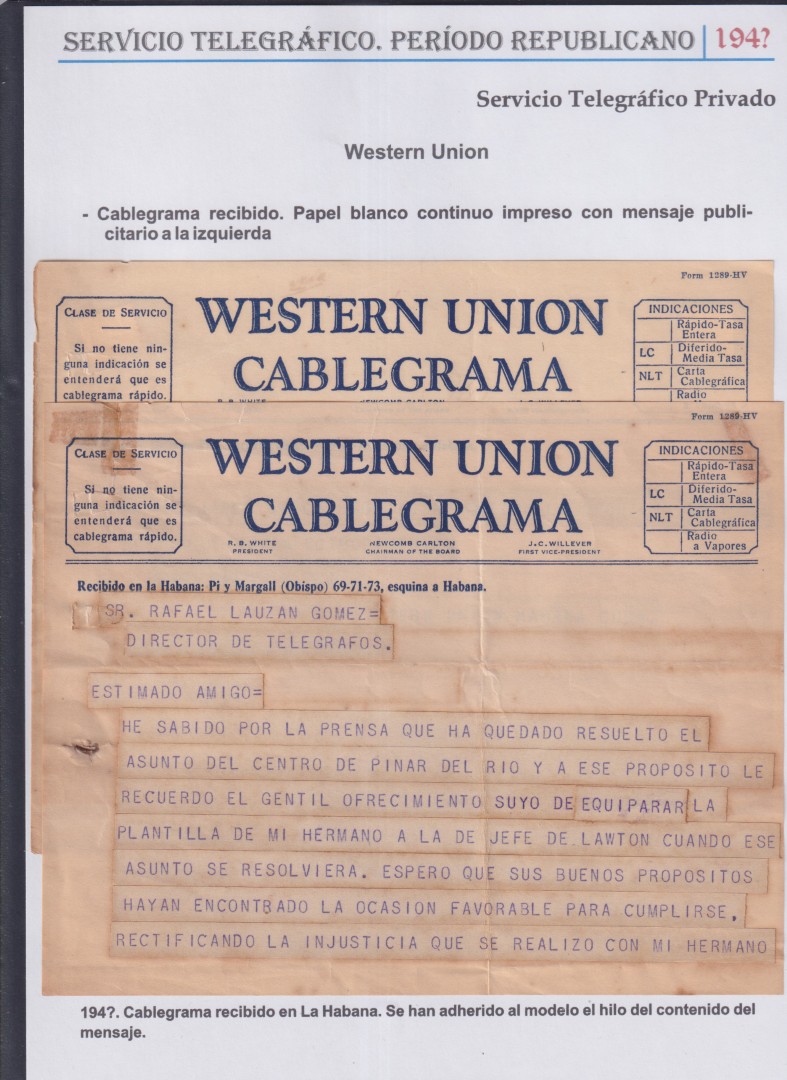 SERVICIO TELEGRÁFICO. PERÍODO REPUBLICANO 194?
Servicio Telegráfico Privado
Western Union
- Cablegrama recibido. Papel blanco continuo impreso con mensaje publi-
citario a la izquierda
Form 1289-HV
CLASE DE SERVICIO
Si no tiene nin-
guna indicación se
entenderá que es
cablegrama rápido.
WESTERN UNION
CABLEGRAMA
R. B. WHITE NEWCOMB CARLTON J. C. WILLEVER
INDICACIONES
Rápido-Tasa
Entera
LC Diferido-
Media Tasa
NLT Carta
Cablegráfica
Radio
Form 1289-HV
CLASE DE SERVICIO
Si no tiene nin-
guna indicación se
entenderá que es
cablegrama rápido.
WESTERN UNION
CABLEGRAMA
R. B. WHITE NEWCOMB CARLTON J. C. WILLEVER
PRESIDENT CHAIRMAN OF THE BOARD FIRST VICE-PRESIDENT
INDICACIONES
Rápido-Tasa
Entera
LC Diferido-
Media Tasa
NLT Carta
Cablegráfica
Radio
a Vapores
Recibido en la Habana: Pi y Margall (Obispo) 69-71-73, esquina a Habana.
SR. RAFAEL LAUZAN GOMEZ=
DIRECTOR DE TELEGRAFOS.
ESTIMADO AMIGO=
HE SABIDO POR LA PRENSA QUE HA QUEDADO RESUELTO EL
ASUNTO DEL CENTRO DE PINAR DEL RIO Y A ESE PROPOSITO LE
RECUERDO EL GENTIL OFRECIMIENTO SUYO DE EQUIPARAR LA
PLANTILLA DE MI HERMANO A LA DE JEFE DE LAWTON CUANDO ESE
ASUNTO SE RESOLVIERA. ESPERO QUE SUS BUENOS PROPOSITOS
HAYAN ENCONTRADO LA OCASION FAVORABLE PARA CUMPLIRSE,
RECTIFICANDO LA INJUSTICIA QUE SE REALIZO CON MI HERMANO
194?. Cablegrama recibido en La Habana. Se han adherido al modelo el hilo del contenido del
mensaje.